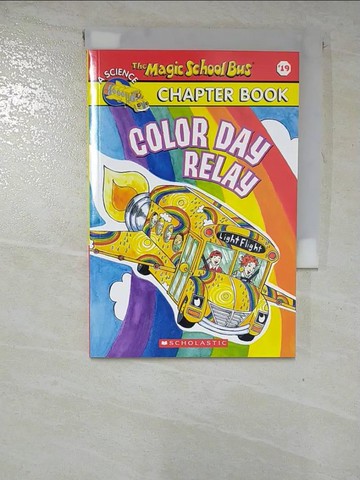 The Magic School Bus
#19
A SCIENCE
CHAPTER BOOK
COLOR DAY
RELAY
Light Flight
SCHOLASTIC